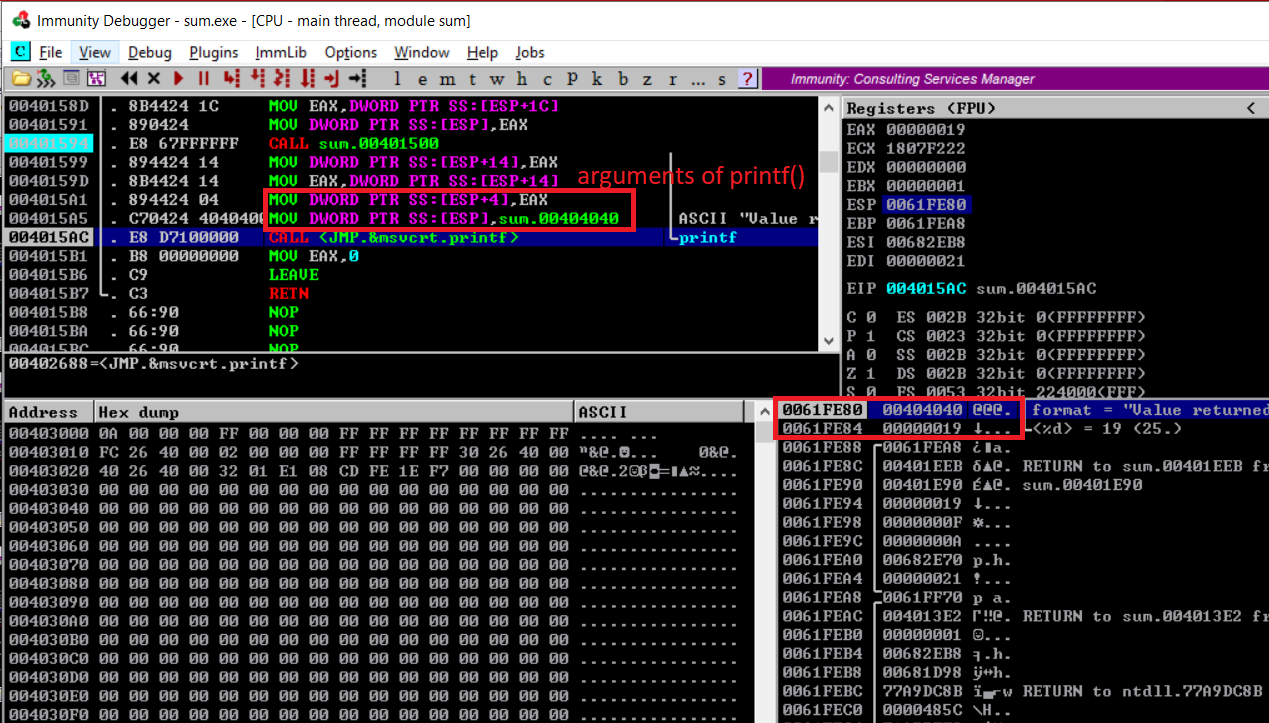 Immunity Debugger - sum.exe - [CPU - main thread, module sum]
C File View Debug Plugins ImmLib Options Window Help Jobs
l e m t w h c P k b z r ... s ? Immunity: Consulting Services Manager
0040158D . 8B4424 1C MOV EAX,DWORD PTR SS:[ESP+1C]
00401591 . 890424 MOV DWORD PTR SS:[ESP],EAX
00401594 . E8 67FFFFFF CALL sum.00401500
00401599 . 894424 14 MOV DWORD PTR SS:[ESP+14],EAX
0040159D . 8B4424 14 MOV EAX,DWORD PTR SS:[ESP+14]
arguments of printf()
004015A1 . 894424 04 MOV DWORD PTR SS:[ESP+4],EAX
004015A5 . C70424 4040400 MOV DWORD PTR SS:[ESP],sum.00404040 ASCII "Value r
004015AC . E8 D7100000 CALL <JMP.&msvcrt.printf> printf
004015B1 . B8 00000000 MOV EAX,0
004015B6 . C9 LEAVE
004015B7 . C3 RETN
004015B8 . 66:90 NOP
004015BA . 66:90 NOP
004015BC . 66:90 NOP
00402688=<JMP.&msvcrt.printf>
Registers (FPU) <
EAX 00000019
ECX 1807F222
EDX 00000000
EBX 00000001
ESP 0061FE80
EBP 0061FEA8
ESI 00682EB8
EDI 00000021
EIP 004015AC sum.004015AC
C 0 ES 002B 32bit 0(FFFFFFFF)
P 1 CS 0023 32bit 0(FFFFFFFF)
A 0 SS 002B 32bit 0(FFFFFFFF)
Z 1 DS 002B 32bit 0(FFFFFFFF)
S 0 FS 0053 32bit 224000(FFF)
Address Hex dump ASCII
00403000 0A 00 00 00 FF 00 00 00 FF FF FF FF FF FF FF FF
00403010 FC 26 40 00 02 00 00 00 FF FF FF FF 30 26 40 00
00403020 40 26 40 00 32 01 E1 08 CD FE 1E F7 00 00 00 00
00403030 00 00 00 00 00 00 00 00 00 00 00 00 00 00 00 00 ................
00403040 00 00 00 00 00 00 00 00 00 00 00 00 00 00 00 00 ................
00403050 00 00 00 00 00 00 00 00 00 00 00 00 00 00 00 00 ................
00403060 00 00 00 00 00 00 00 00 00 00 00 00 00 00 00 00 ................
00403070 00 00 00 00 00 00 00 00 00 00 00 00 00 00 00 00 ................
00403080 00 00 00 00 00 00 00 00 00 00 00 00 00 00 00 00 ................
00403090 00 00 00 00 00 00 00 00 00 00 00 00 00 00 00 00 ................
004030A0 00 00 00 00 00 00 00 00 00 00 00 00 00 00 00 00 ................
004030B0 00 00 00 00 00 00 00 00 00 00 00 00 00 00 00 00 ................
004030C0 00 00 00 00 00 00 00 00 00 00 00 00 00 00 00 00 ................
004030D0 00 00 00 00 00 00 00 00 00 00 00 00 00 00 00 00 ................
004030E0 00 00 00 00 00 00 00 00 00 00 00 00 00 00 00 00 ................
004030F0 00 00 00 00 00 00 00 00 00 00 00 00 00 00 00 00 ................
0061FE80 00404040 @@@. format = "Value returned
0061FE84 00000019 ↓... <%d> = 19 (25.)
0061FE88 0061FEA8 ¿■a.
0061FE8C 00401EEB δ▲@. RETURN to sum.00401EEB fr
0061FE90 00401E90 É▲@. sum.00401E90
0061FE94 00000019 ↓...
0061FE98 0000000F ☼...
0061FE9C 0000000A ....
0061FEA0 00682E70 p.h.
0061FEA4 00000021 !...
0061FEA8 0061FF70 p a.
0061FEAC 004013E2 Γ‼@. RETURN to sum.004013E2 fr
0061FEB0 00000001 ☺...
0061FEB4 00682EB8 ╕.h.
0061FEB8 00681D98 ÿ↔h.
0061FEBC 77A9DC8B RETURN to ntdll.77A9DC8B
0061FEC0 0000485C \H..